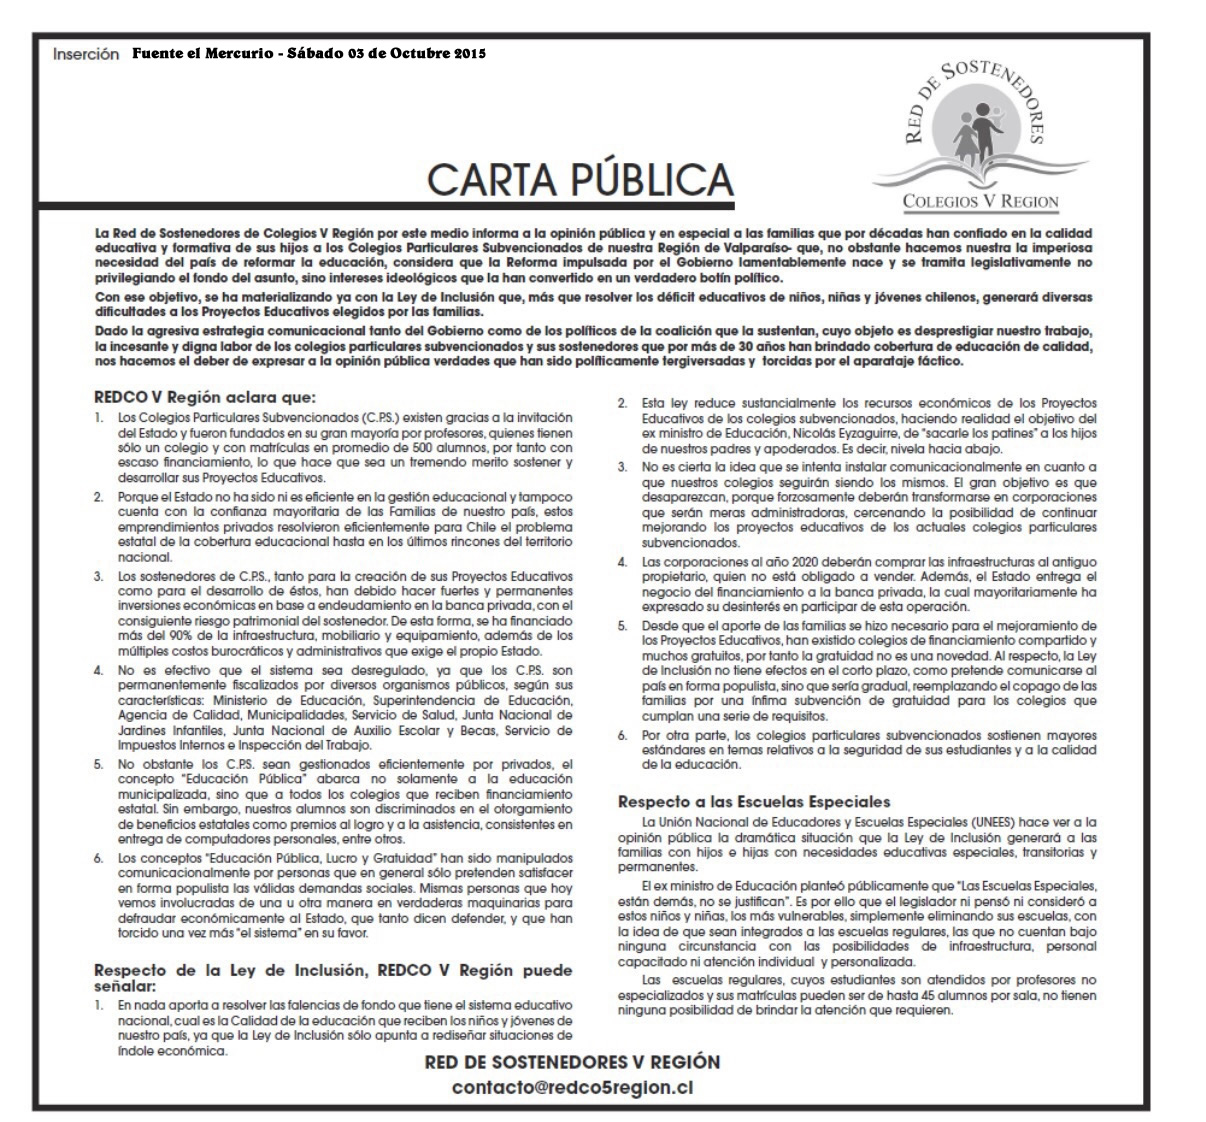 Inserción Fuente el Mercurio - Sábado 03 de Octubre 2015
RED DE SOSTENEDORES
COLEGIOS V REGION
CARTA PÚBLICA
La Red de Sostenedores de Colegios V Región por este medio informa a la opinión pública y en especial a las familias que por décadas han confiado en la calidad
educativa y formativa de sus hijos a los Colegios Particulares Subvencionados de nuestra Región de Valparaíso- que, no obstante hacemos nuestra la imperiosa
necesidad del país de reformar la educación, considera que la Reforma impulsada por el Gobierno lamentablemente nace y se tramita legislativamente no
privilegiando el fondo del asunto, sino intereses ideológicos que la han convertido en un verdadero botín político.
Con ese objetivo, se ha materializando ya con la Ley de Inclusión que, más que resolver los déficit educativos de niños, niñas y jóvenes chilenos, generará diversas
dificultades a los Proyectos Educativos elegidos por las familias.
Dado la agresiva estrategia comunicacional tanto del Gobierno como de los políticos de la coalición que la sustentan, cuyo objeto es desprestigiar nuestro trabajo,
la incesante y digna labor de los colegios particulares subvencionados y sus sostenedores que por más de 30 años han brindado cobertura de educación de calidad,
nos hacemos el deber de expresar a la opinión pública verdades que han sido políticamente tergiversadas y torcidas por el aparataje fáctico.
REDCO V Región aclara que:
1. Los Colegios Particulares Subvencionados (C.P.S.) existen gracias a la invitación
del Estado y fueron fundados en su gran mayoría por profesores, quienes tienen
sólo un colegio y con matrículas en promedio de 500 alumnos, por tanto con
escaso financiamiento, lo que hace que sea un tremendo merito sostener y
desarrollar sus Proyectos Educativos.
2. Porque el Estado no ha sido ni es eficiente en la gestión educacional y tampoco
cuenta con la confianza mayoritaria de las Familias de nuestro país, estos
emprendimientos privados resolvieron eficientemente para Chile el problema
estatal de la cobertura educacional hasta en los últimos rincones del territorio
nacional.
3. Los sostenedores de C.P.S., tanto para la creación de sus Proyectos Educativos
como para el desarrollo de éstos, han debido hacer fuertes y permanentes
inversiones económicas en base a endeudamiento en la banca privada, con el
consiguiente riesgo patrimonial del sostenedor. De esta forma, se ha financiado
más del 90% de la infraestructura, mobiliario y equipamiento, además de los
múltiples costos burocráticos y administrativos que exige el propio Estado.
4. No es efectivo que el sistema sea desregulado, ya que los C.P.S. son
permanentemente fiscalizados por diversos organismos públicos, según sus
características: Ministerio de Educación, Superintendencia de Educación,
Agencia de Calidad, Municipalidades, Servicio de Salud, Junta Nacional de
Jardines Infantiles, Junta Nacional de Auxilio Escolar y Becas, Servicio de
Impuestos Internos e Inspección del Trabajo.
5. No obstante los C.P.S. sean gestionados eficientemente por privados, el
concepto "Educación Pública" abarca no solamente a la educación
municipalizada, sino que a todos los colegios que reciben financiamiento
estatal. Sin embargo, nuestros alumnos son discriminados en el otorgamiento
de beneficios estatales como premios al logro y a la asistencia, consistentes en
entrega de computadores personales, entre otros.
6. Los conceptos "Educación Pública, Lucro y Gratuidad" han sido manipulados
comunicacionalmente por personas que en general sólo pretenden satisfacer
en forma populista las válidas demandas sociales. Mismas personas que hoy
vemos involucradas de una u otra manera en verdaderas maquinarias para
defraudar económicamente al Estado, que tanto dicen defender, y que han
torcido una vez más "el sistema" en su favor.
Respecto de la Ley de Inclusión, REDCO V Región puede
señalar:
1. En nada aporta a resolver las falencias de fondo que tiene el sistema educativo
nacional, cual es la Calidad de la educación que reciben los niños y jóvenes de
nuestro país, ya que la Ley de Inclusión sólo apunta a rediseñar situaciones de
índole económica.
2. Esta ley reduce sustancialmente los recursos económicos de los Proyectos
Educativos de los colegios subvencionados, haciendo realidad el objetivo del
ex ministro de Educación, Nicolás Eyzaguirre, de "sacarle los patines" a los hijos
de nuestros padres y apoderados. Es decir, nivela hacia abajo.
3. No es cierta la idea que se intenta instalar comunicacionalmente en cuanto a
que nuestros colegios seguirán siendo los mismos. El gran objetivo es que
desaparezcan, porque forzosamente deberán transformarse en corporaciones
que serán meras administradoras, cercenando la posibilidad de continuar
mejorando los proyectos educativos de los actuales colegios particulares
subvencionados.
4. Las corporaciones al año 2020 deberán comprar las infraestructuras al antiguo
propietario, quien no está obligado a vender. Además, el Estado entrega el
negocio del financiamiento a la banca privada, la cual mayoritariamente ha
expresado su desinterés en participar de esta operación.
5. Desde que el aporte de las familias se hizo necesario para el mejoramiento de
los Proyectos Educativos, han existido colegios de financiamiento compartido y
muchos gratuitos, por tanto la gratuidad no es una novedad. Al respecto, la Ley
de Inclusión no tiene efectos en el corto plazo, como pretende comunicarse al
país en forma populista, sino que sería gradual, reemplazando el copago de las
familias por una ínfima subvención de gratuidad para los colegios que
cumplan una serie de requisitos.
6. Por otra parte, los colegios particulares subvencionados sostienen mayores
estándares en temas relativos a la seguridad de sus estudiantes y a la calidad
de la educación.
Respecto a las Escuelas Especiales
La Unión Nacional de Educadores y Escuelas Especiales (UNEES) hace ver a la
opinión pública la dramática situación que la Ley de Inclusión generará a las
familias con hijos e hijas con necesidades educativas especiales, transitorias y
permanentes.
El ex ministro de Educación planteó públicamente que "Las Escuelas Especiales,
están demás, no se justifican". Es por ello que el legislador ni pensó ni consideró a
estos niños y niñas, los más vulnerables, simplemente eliminando sus escuelas, con
la idea de que sean integrados a las escuelas regulares, las que no cuentan bajo
ninguna circunstancia con las posibilidades de infraestructura, personal
capacitado ni atención individual y personalizada.
Las escuelas regulares, cuyos estudiantes son atendidos por profesores no
especializados y sus matrículas pueden ser de hasta 45 alumnos por sala, no tienen
ninguna posibilidad de brindar la atención que requieren.
RED DE SOSTENEDORES V REGIÓN
contacto@redco5region.cl